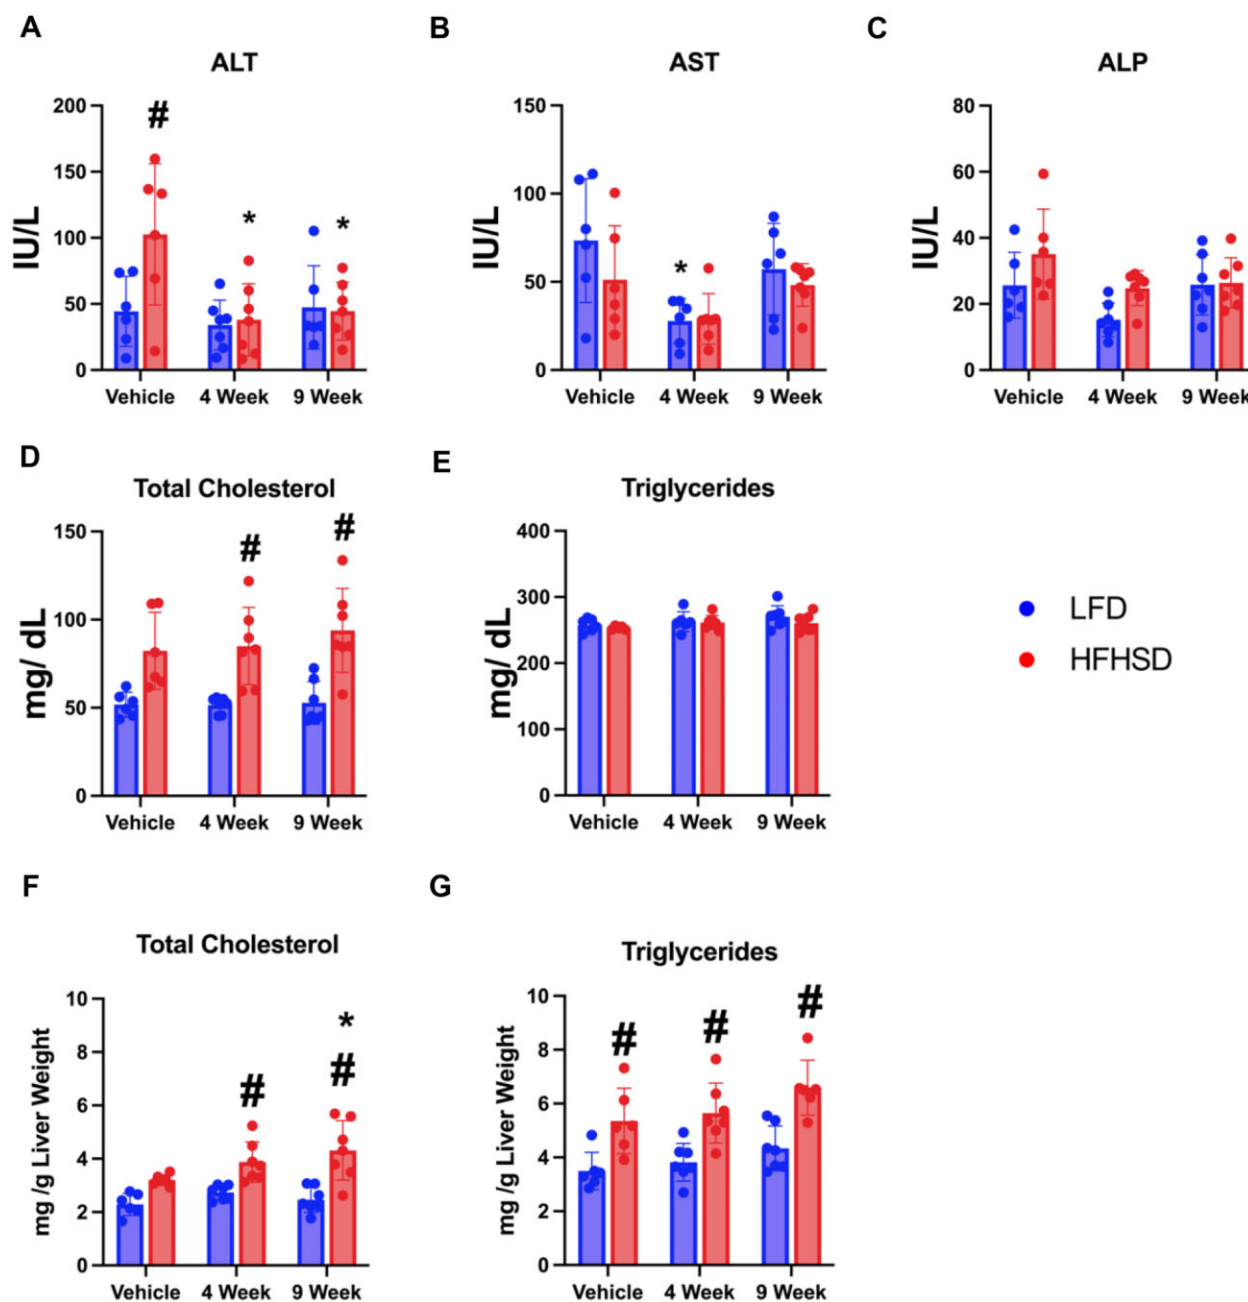 A
ALT
IU/L
200
150
100
50
0
#
*
*
Vehicle 4 Week 9 Week
B
AST
IU/L
150
100
50
0
*
Vehicle 4 Week 9 Week
C
ALP
IU/L
80
60
40
20
0
Vehicle 4 Week 9 Week
D
Total Cholesterol
mg/ dL
150
100
50
0
#
#
Vehicle 4 Week 9 Week
E
Triglycerides
mg/ dL
400
300
200
100
0
Vehicle 4 Week 9 Week
LFD
HFHSD
F
Total Cholesterol
mg /g Liver Weight
10
8
6
4
2
0
#
*
#
Vehicle 4 Week 9 Week
G
Triglycerides
mg /g Liver Weight
10
8
6
4
2
0
#
#
#
Vehicle 4 Week 9 Week